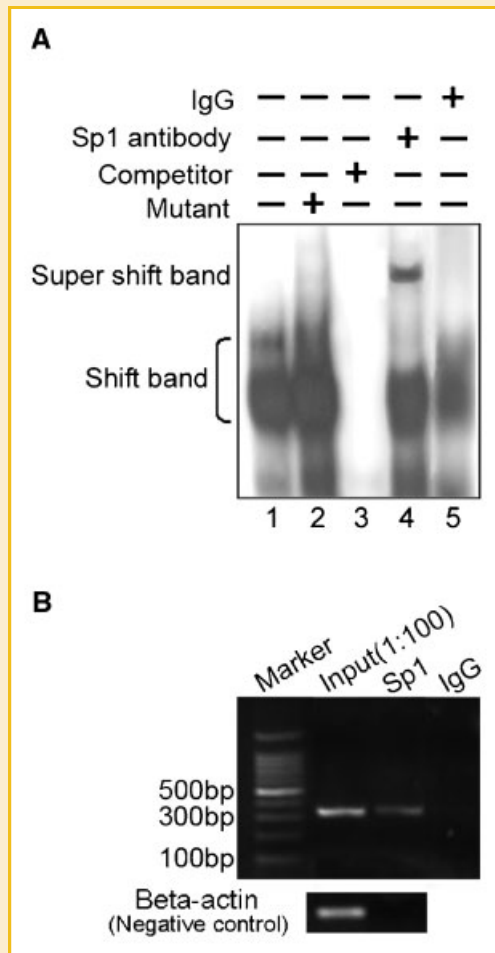 A
IgG – – – – +
Sp1 antibody – – – + –
Competitor – – + – –
Mutant – + – – –
Super shift band
Shift band
1 2 3 4 5
B
Marker Input(1:100) Sp1 IgG
500bp
300bp
100bp
Beta-actin
(Negative control)